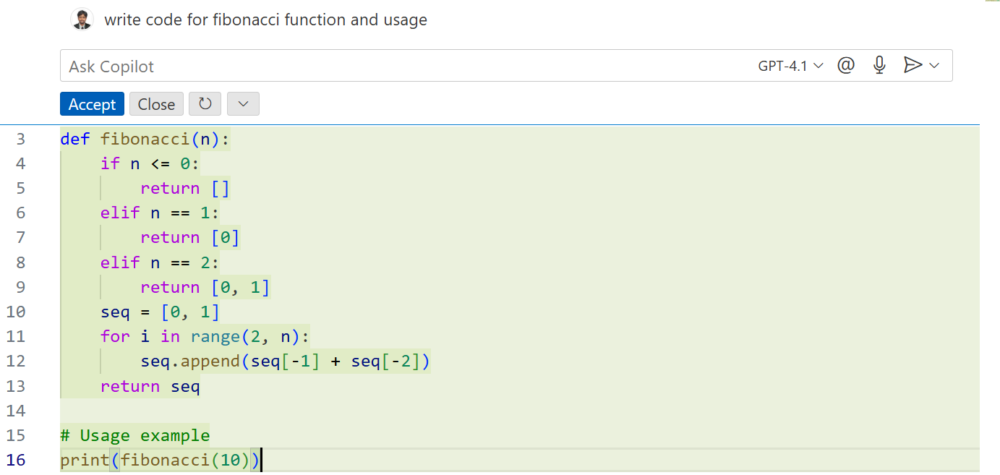 write code for fibonacci function and usage
Ask Copilot GPT-4.1 @
Accept Close
3 def fibonacci(n):
4     if n <= 0:
5         return []
6     elif n == 1:
7         return [0]
8     elif n == 2:
9         return [0, 1]
10     seq = [0, 1]
11     for i in range(2, n):
12         seq.append(seq[-1] + seq[-2])
13     return seq
14
15 # Usage example
16 print(fibonacci(10))